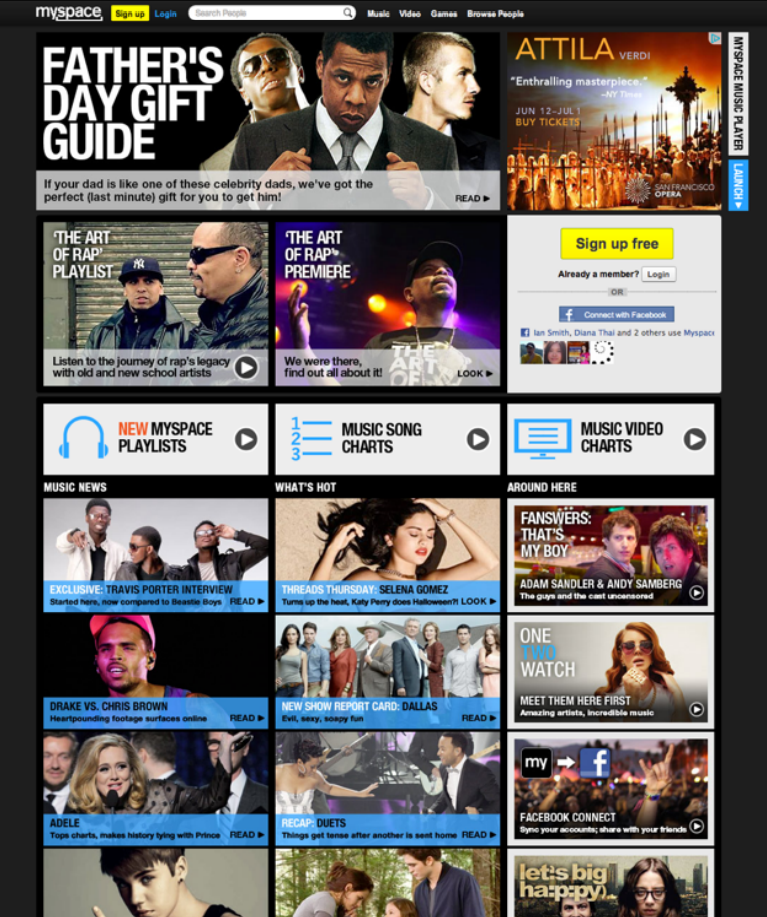 myspace
Sign up
Login
Search People
Music
Video
Games
Browse People
FATHER'S
DAY GIFT
GUIDE
If your dad is like one of these celebrity dads, we've got the
perfect (last minute) gift for you to get him!
READ
ATTILA VERDI
"Enthralling masterpiece."
–NY Times
JUN 12–JUL 1
BUY TICKETS
SAN FRANCISCO
OPERA
MYSPACE MUSIC PLAYER
LAUNCH
'THE ART
OF RAP'
PLAYLIST
Listen to the journey of rap's legacy
with old and new school artists
'THE ART
OF RAP'
PREMIERE
THE
ART
OF
We were there,
find out all about it!
LOOK
Sign up free
Already a member? Login
OR
Connect with Facebook
Ian Smith, Diana Thai and 2 others use Myspace
NEW MYSPACE
PLAYLISTS
1
2
3
MUSIC SONG
CHARTS
MUSIC VIDEO
CHARTS
MUSIC NEWS
WHAT'S HOT
AROUND HERE
EXCLUSIVE: TRAVIS PORTER INTERVIEW
Started here, now compared to Beastie Boys READ
THREADS THURSDAY: SELENA GOMEZ
Turns up the heat, Katy Perry does Halloween?! LOOK
FANSWERS:
THAT'S
MY BOY
ADAM SANDLER & ANDY SAMBERG
The guys and the cast uncensored
DRAKE VS. CHRIS BROWN
Heartpounding footage surfaces online READ
NEW SHOW REPORT CARD: DALLAS
Evil, sexy, soapy fun READ
ONE
TWO
WATCH
MEET THEM HERE FIRST
Amazing artists, incredible music
ADELE
Tops charts, makes history tying with Prince READ
RECAP: DUETS
Things get tense after another is sent home READ
my
f
FACEBOOK CONNECT
Sync your accounts; share with your friends
let's big
ha:p:py)